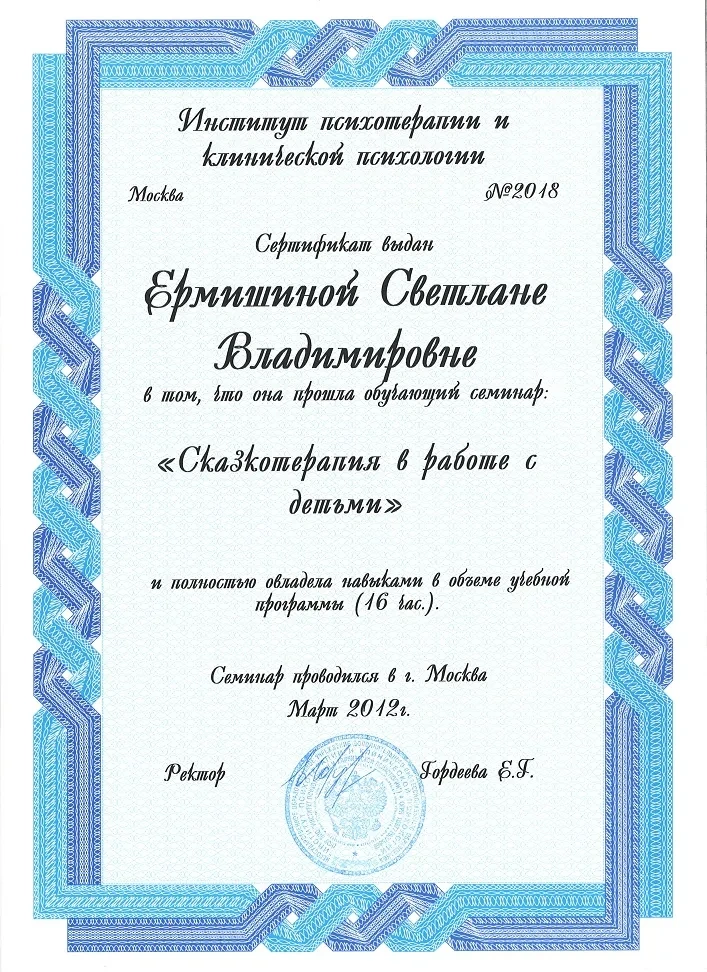 Институт психотерапии и
клинической психологии
Москва №2018
Сертификат выдан
Ермишиной Светлане
Владимировне
в том, что она прошла обучающий семинар:
«Сказкотерапия в работе с
детьми»
и полностью овладела навыками в объеме учебной
программы (16 час.).
Семинар проводился в г. Москва
Март 2012г.
Ректор Гордеева Е.Г.